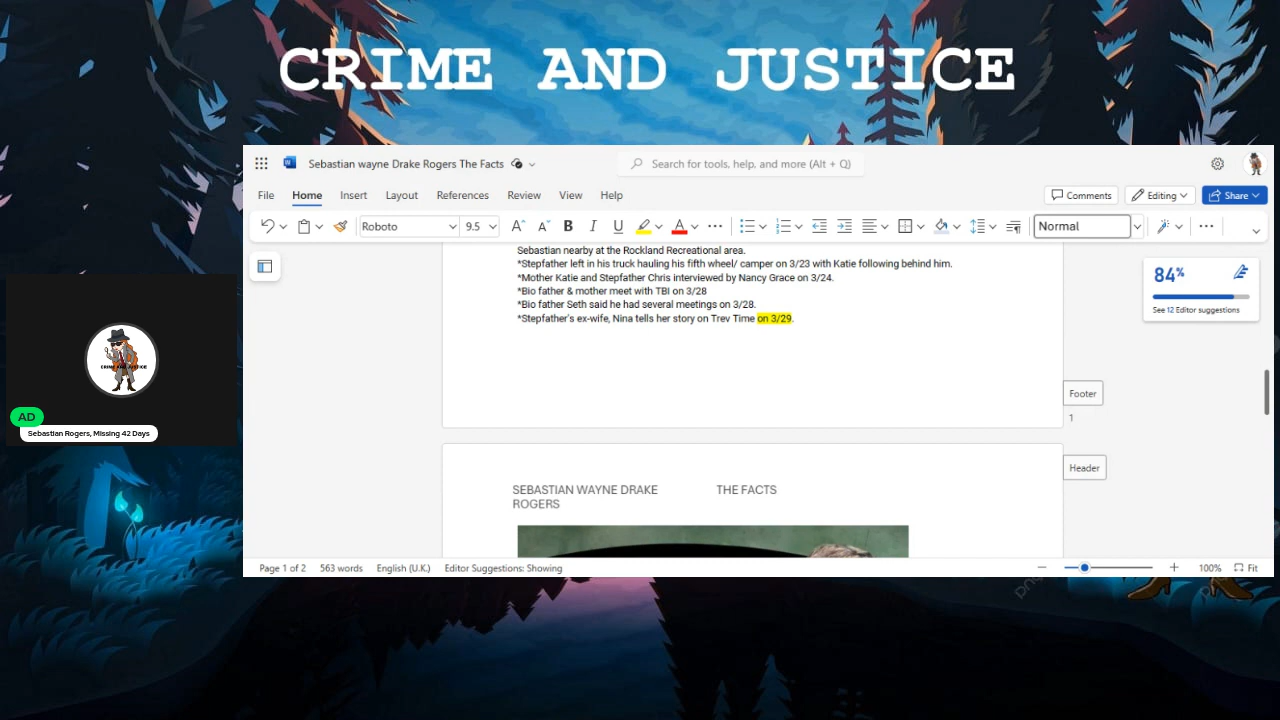 CRIME AND JUSTICE
Sebastian wayne Drake Rogers The Facts
Search for tools, help, and more (Alt + Q)
File Home Insert Layout References Review View Help
Comments Editing Share
Roboto 9.5 A A B I U A Normal
Sebastian nearby at the Rockland Recreational area.
*Stepfather left in his truck hauling his fifth wheel/ camper on 3/23 with Katie following behind him.
*Mother Katie and Stepfather Chris interviewed by Nancy Grace on 3/24.
*Bio father & mother meet with TBI on 3/28
*Bio father Seth said he had several meetings on 3/28.
*Stepfather's ex-wife, Nina tells her story on Trev Time on 3/29.
84%
See 12 Editor suggestions
Footer
1
Header
SEBASTIAN WAYNE DRAKE THE FACTS
ROGERS
CRIME AND JUSTICE
AD
Sebastian Rogers, Missing 42 Days
Page 1 of 2 563 words English (U.K.) Editor Suggestions: Showing 100% Fit